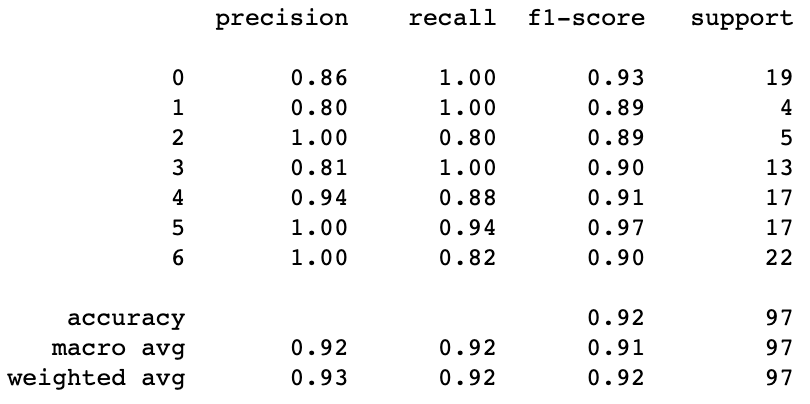 precision recall f1-score support
0 0.86 1.00 0.93 19
1 0.80 1.00 0.89 4
2 1.00 0.80 0.89 5
3 0.81 1.00 0.90 13
4 0.94 0.88 0.91 17
5 1.00 0.94 0.97 17
6 1.00 0.82 0.90 22
accuracy 0.92 97
macro avg 0.92 0.92 0.91 97
weighted avg 0.93 0.92 0.92 97